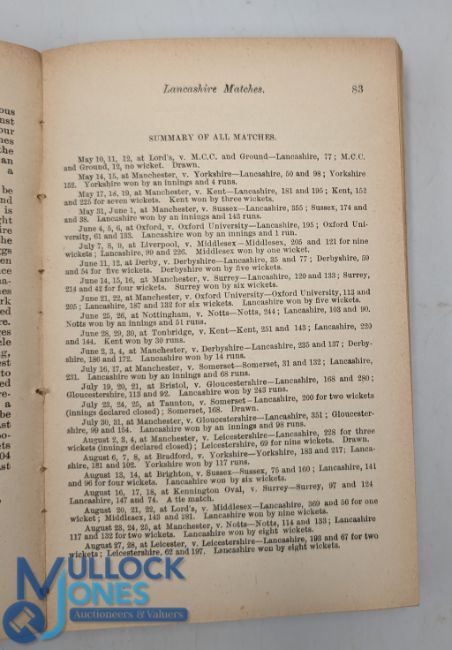 Lancashire Matches. 83
SUMMARY OF ALL MATCHES.
May 10, 11, 12, at Lord's, v. M.C.C. and Ground—Lancashire, 77; M.C.C.
and Ground, 12, no wicket. Drawn.
May 14, 15, at Manchester, v. Yorkshire—Lancashire, 50 and 98; Yorkshire
152. Yorkshire won by an innings and 4 runs.
May 17, 18, 19, at Manchester, v. Kent—Lancashire, 181 and 195; Kent, 152
and 225 for seven wickets. Kent won by three wickets.
May 31, June 1, at Manchester, v. Sussex—Lancashire, 355; Sussex, 174 and
and 38. Lancashire won by an innings and 143 runs.
June 4, 5, 6, at Oxford, v. Oxford University—Lancashire, 195; Oxford Uni-
versity, 61 and 133. Lancashire won by an innings and 1 run.
July 7, 8, 9, at Liverpool, v. Middlesex—Middlesex, 205 and 121 for nine
wickets; Lancashire, 99 and 226. Middlesex won by one wicket.
June 11, 12, at Derby, v. Derbyshire—Lancashire, 35 and 77; Derbyshire, 59
and 54 for five wickets. Derbyshire won by five wickets.
June 14, 15, 16, at Manchester, v. Surrey—Lancashire, 120 and 133; Surrey,
214 and 42 for four wickets. Surrey won by six wickets.
June 21, 22, at Manchester, v. Oxford University—Oxford University, 113 and
205; Lancashire, 187 and 132 for six wickets. Lancashire won by five wickets.
June 25, 26, at Nottingham, v. Notts—Notts, 244; Lancashire, 103 and 90.
Notts won by an innings and 51 runs.
June 28, 29, 30, at Tonbridge, v. Kent—Kent, 251 and 143; Lancashire, 220
and 144. Kent won by 30 runs.
June 2, 3, 4, at Manchester, v. Derbyshire—Lancashire, 235 and 137; Derby-
shire, 186 and 172. Lancashire won by 14 runs.
July 16, 17, at Manchester, v. Somerset—Somerset, 31 and 132; Lancashire,
231. Lancashire won by an innings and 68 runs.
July 19, 20, 21, at Bristol, v. Gloucestershire—Lancashire, 168 and 280;
Gloucestershire, 113 and 92. Lancashire won by 243 runs.
July 23, 24, 25, at Taunton, v. Somerset—Lancashire, 200 for two wickets
(innings declared closed); Somerset, 168. Drawn.
July 30, 31, at Manchester, v. Gloucestershire—Lancashire, 351; Gloucester-
shire, 99 and 154. Lancashire won by an innings and 98 runs.
August 2, 3, 4, at Manchester, v. Leicestershire—Lancashire, 228 for three
wickets (innings declared closed); Leicestershire, 69 for nine wickets. Drawn.
August 6, 7, 8, at Bradford, v. Yorkshire—Yorkshire, 183 and 217; Lanca-
shire, 181 and 102. Yorkshire won by 117 runs.
August 13, 14, at Brighton, v. Sussex—Sussex, 75 and 160; Lancashire, 141
and 96 for four wickets. Lancashire won by six wickets.
August 16, 17, 18, at Kennington Oval, v. Surrey—Surrey, 97 and 124
Lancashire, 147 and 74. A tie match.
August 20, 21, 22, at Lord's, v. Middlesex—Lancashire, 369 and 56 for one
wicket; Middlesex, 143 and 281. Lancashire won by nine wickets.
August 23, 24, 25, at Manchester, v. Notts—Notts, 114 and 133; Lancashire
117 and 132 for two wickets. Lancashire won by eight wickets.
August 27, 28, at Leicester, v. Leicestershire—Lancashire, 193 and 67 for two
wickets; Leicestershire, 62 and 197. Lancashire won by eight wickets.
MULLOCK
JONES
Auctioneers & Valuers